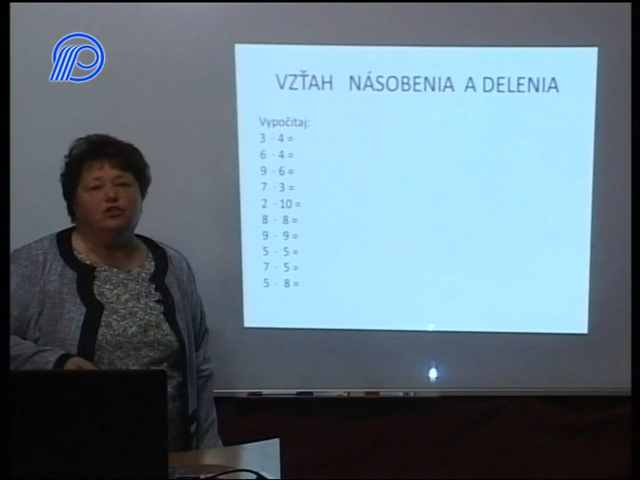 VZŤAH NÁSOBENIA A DELENIA
Vypočítaj:
3 · 4 =
6 · 4 =
9 · 6 =
7 · 3 =
2 · 10 =
8 · 8 =
9 · 9 =
5 · 5 =
7 · 5 =
5 · 8 =